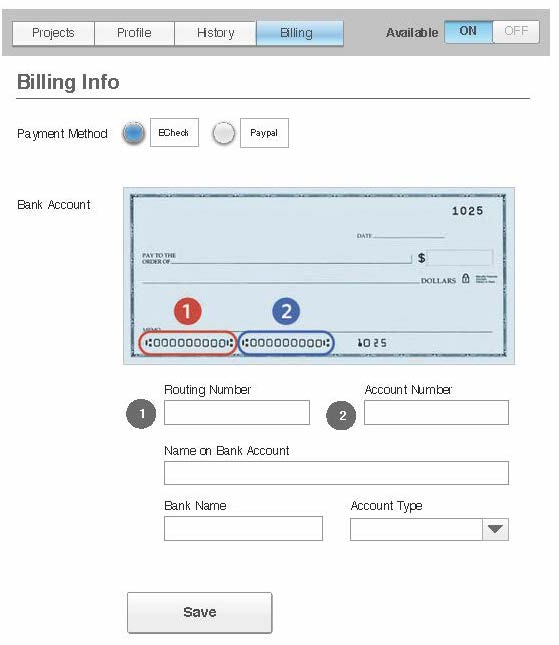 Projects Profile History Billing Available ON OFF
Billing Info
Payment Method ECheck Paypal
Bank Account
1025
DATE
PAY TO THE
ORDER OF $
DOLLARS
1 2
MEMO
⑆000000000⑆ ⑆000000000⑆ 1025
Routing Number Account Number
1 2
Name on Bank Account
Bank Name Account Type
Save